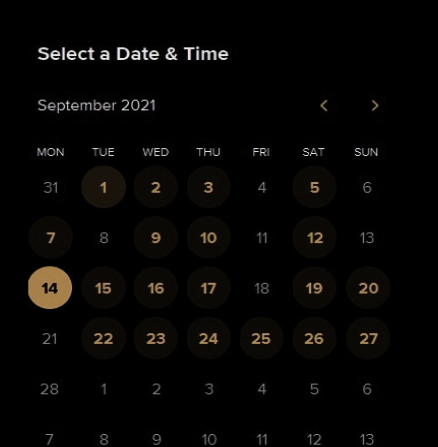 Select a Date & Time
September 2021
MON TUE WED THU FRI SAT SUN
31 1 2 3 4 5 6
7 8 9 10 11 12 13
14 15 16 17 18 19 20
21 22 23 24 25 26 27
28 1 2 3 4 5 6
7 8 9 10 11 12 13